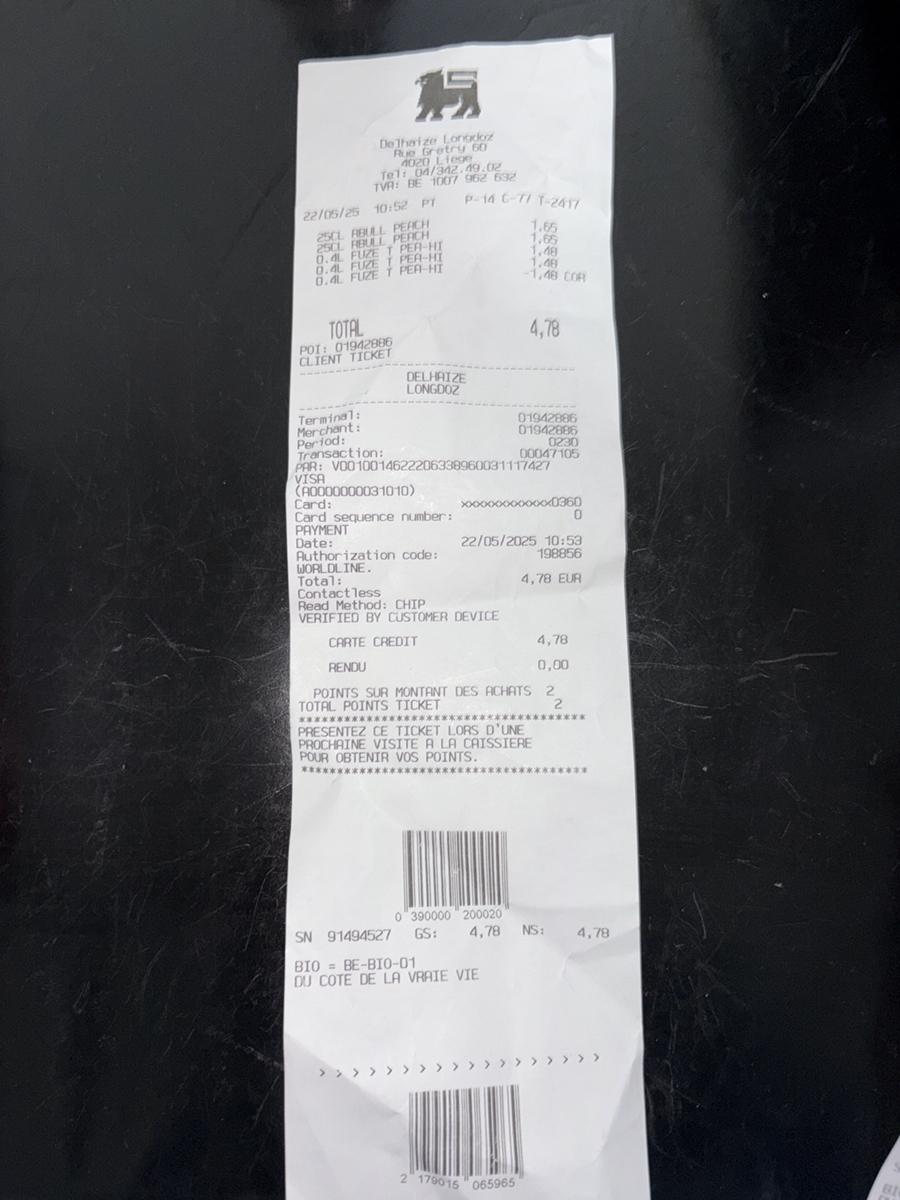 Delhaize Longdoz
Rue Gretry 60
4020 Liege
Tel: 04/342.49.02
TVA: BE 1007 962 632
22/05/25 10:52 PT P-14 C-77 T-2417
25CL RBULL PEACH 1,65
25CL RBULL PEACH 1,65
0.4L FUZE T PEA-HI 1,48
0.4L FUZE T PEA-HI 1,48
0.4L FUZE T PEA-HI -1,48 COR
TOTAL 4,78
POI: 01942886
CLIENT TICKET
DELHAIZE
LONGDOZ
Terminal: 01942886
Merchant: 01942886
Period: 0230
Transaction: 00047105
PAR: V0010014622206338960031117427
VISA
(A0000000031010)
Card: xxxxxxxxxxxx0360
Card sequence number: 0
PAYMENT
Date: 22/05/2025 10:53
Authorization code: 198856
WORLDLINE.
Total: 4,78 EUR
Contactless
Read Method: CHIP
VERIFIED BY CUSTOMER DEVICE
CARTE CREDIT 4,78
RENDU 0,00
POINTS SUR MONTANT DES ACHATS 2
TOTAL POINTS TICKET 2
****************************************
PRESENTEZ CE TICKET LORS D'UNE
PROCHAINE VISITE A LA CAISSIERE
POUR OBTENIR VOS POINTS.
****************************************
0 390000 200020
SN 91494527 GS: 4,78 NS: 4,78
BIO = BE-BIO-01
DU COTE DE LA VRAIE VIE
> > > > > > > > > > > > > > > > > >
2 179015 065965